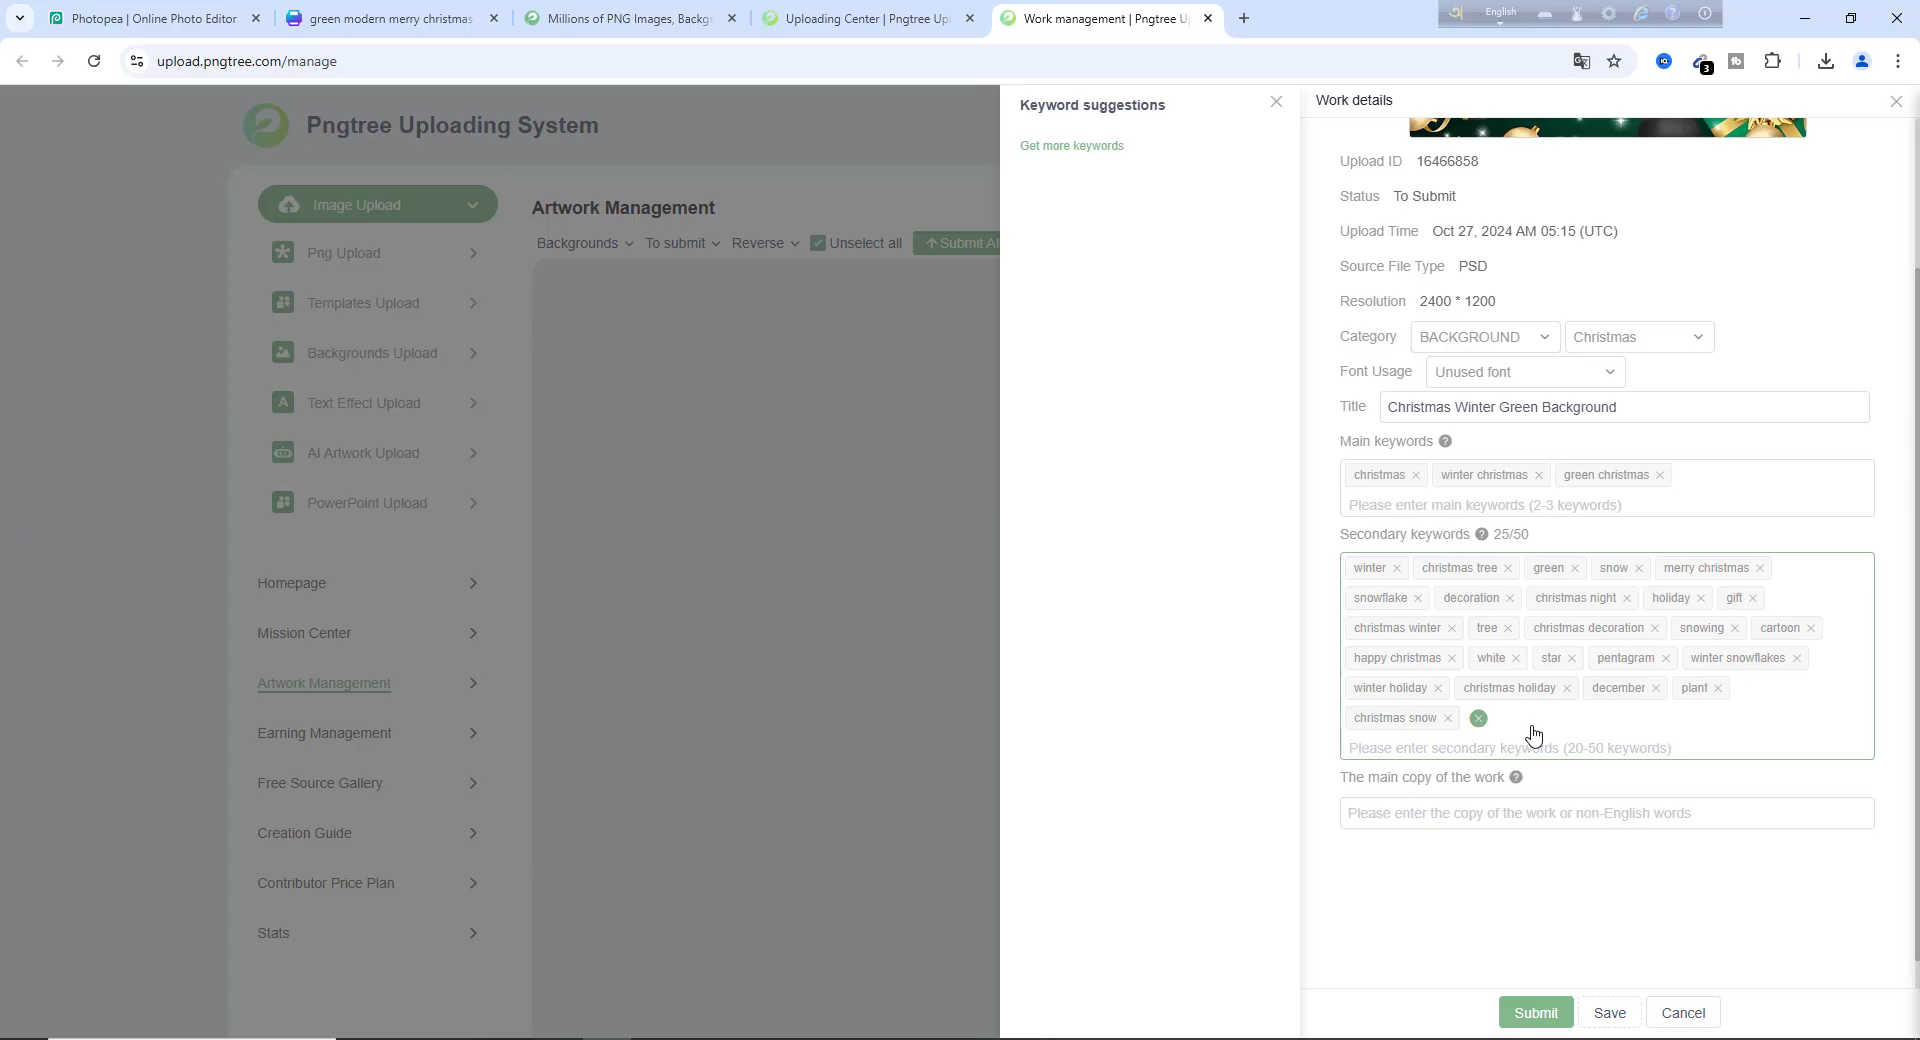 Photopea | Online Photo Editor
green modern merry christmas
Millions of PNG Images, Backgr
Uploading Center | Pngtree Upl
Work management | Pngtree U
English
upload.pngtree.com/manage
3
Pngtree Uploading System
Image Upload
Png Upload
Templates Upload
Backgrounds Upload
Text Effect Upload
AI Artwork Upload
PowerPoint Upload
Homepage
Mission Center
Artwork Management
Earning Management
Free Source Gallery
Creation Guide
Contributor Price Plan
Stats
Artwork Management
Backgrounds To submit Reverse Unselect all Submit All
Keyword suggestions
Get more keywords
Work details
Upload ID 16466858
Status To Submit
Upload Time Oct 27, 2024 AM 05:15 (UTC)
Source File Type PSD
Resolution 2400 * 1200
Category BACKGROUND Christmas
Font Usage Unused font
Title Christmas Winter Green Background
Main keywords
christmas winter christmas green christmas
Please enter main keywords (2-3 keywords)
Secondary keywords 25/50
winter christmas tree green snow merry christmas
snowflake decoration christmas night holiday gift
christmas winter tree christmas decoration snowing cartoon
happy christmas white star pentagram winter snowflakes
winter holiday christmas holiday december plant
christmas snow
Please enter secondary keywords (20-50 keywords)
The main copy of the work
Please enter the copy of the work or non-English words
Submit Save Cancel